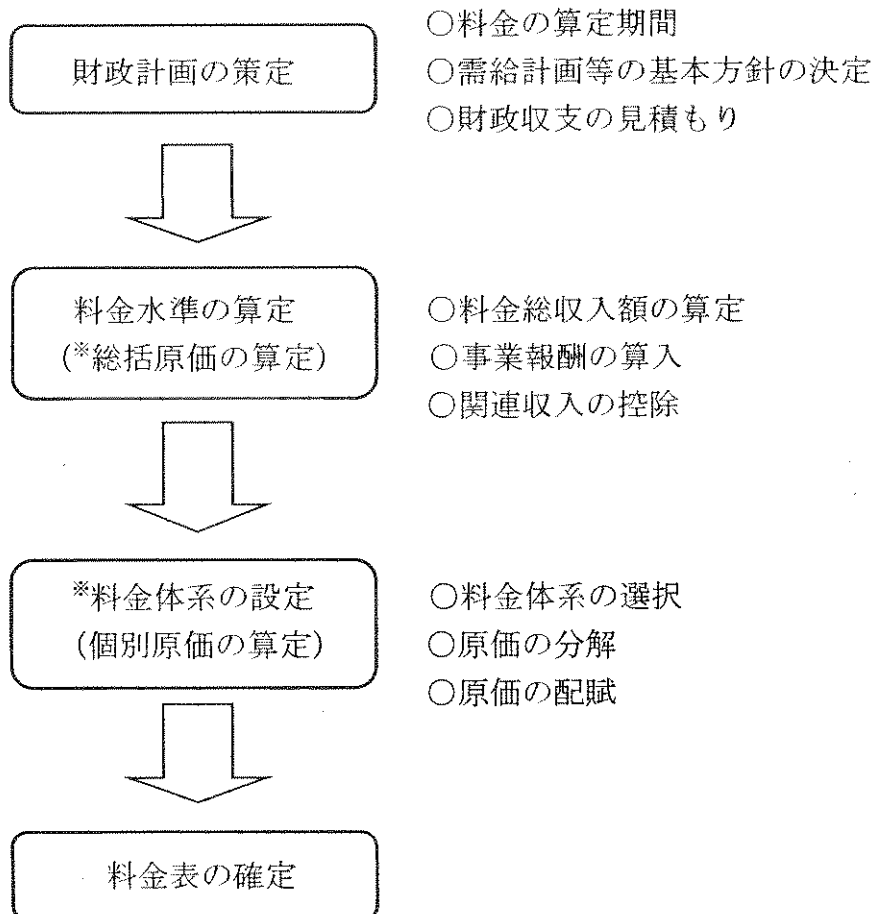 財政計画の策定
○料金の算定期間
○需給計画等の基本方針の決定
○財政収支の見積もり
料金水準の算定
(※総括原価の算定)
○料金総収入額の算定
○事業報酬の算入
○関連収入の控除
※料金体系の設定
(個別原価の算定)
○料金体系の選択
○原価の分解
○原価の配賦
料金表の確定